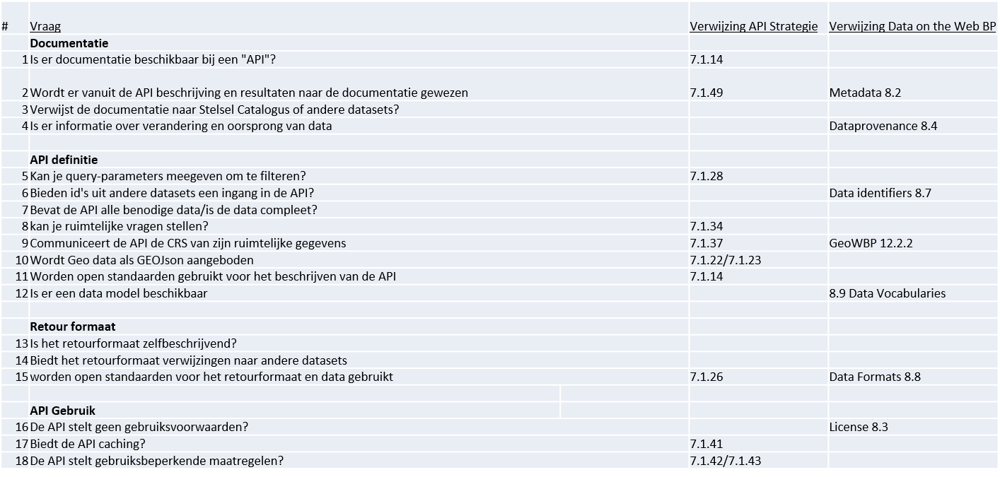 # Vraag Verwijzing API Strategie Verwijzing Data on the Web BP
Documentatie
1 Is er documentatie beschikbaar bij een "API"? 7.1.14
2 Wordt er vanuit de API beschrijving en resultaten naar de documentatie gewezen 7.1.49 Metadata 8.2
3 Verwijst de documentatie naar Stelsel Catalogus of andere datasets?
4 Is er informatie over verandering en oorsprong van data Dataprovenance 8.4
API definitie
5 Kan je query-parameters meegeven om te filteren? 7.1.28
6 Bieden id's uit andere datasets een ingang in de API? Data identifiers 8.7
7 Bevat de API alle benodige data/is de data compleet?
8 kan je ruimtelijke vragen stellen? 7.1.34
9 Communiceert de API de CRS van zijn ruimtelijke gegevens 7.1.37 GeoWBP 12.2.2
10 Wordt Geo data als GEOJson aangeboden 7.1.22/7.1.23
11 Worden open standaarden gebruikt voor het beschrijven van de API 7.1.14
12 Is er een data model beschikbaar 8.9 Data Vocabularies
Retour formaat
13 Is het retourformaat zelfbeschrijvend?
14 Biedt het retourformaat verwijzingen naar andere datasets
15 worden open standaarden voor het retourformaat en data gebruikt 7.1.26 Data Formats 8.8
API Gebruik
16 De API stelt geen gebruiksvoorwaarden? License 8.3
17 Biedt de API caching? 7.1.41
18 De API stelt gebruiksbeperkende maatregelen? 7.1.42/7.1.43